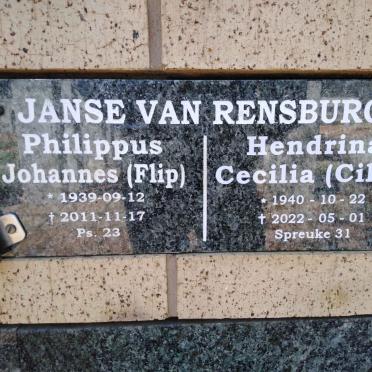 JANSE VAN RENSBURG
Philippus
Johannes (Flip)
* 1939-09-12
† 2011-11-17
Ps. 23
Hendrina
Cecilia
* 1940 - 10 - 22
† 2022 - 05 - 01
Spreuke 31